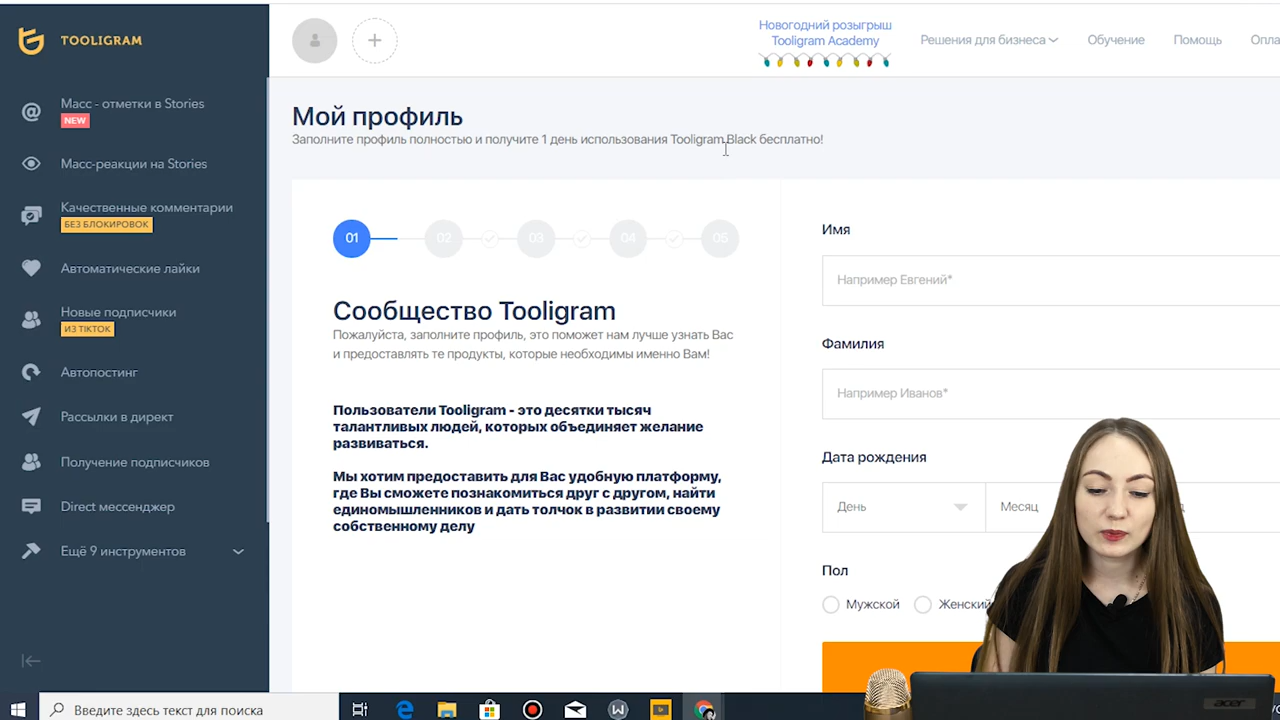 TOOLIGRAM
Масс - отметки в Stories
NEW
Масс-реакции на Stories
Качественные комментарии
БЕЗ БЛОКИРОВОК
Автоматические лайки
Новые подписчики
ИЗ TIKTOK
Автопостинг
Рассылки в директ
Получение подписчиков
Direct мессенджер
Ещё 9 инструментов
Новогодний розыгрыш
Tooligram Academy
Решения для бизнеса
Обучение
Помощь
Опла
Мой профиль
Заполните профиль полностью и получите 1 день использования Tooligram Black бесплатно!
01 02 03 04 05
Сообщество Tooligram
Пожалуйста, заполните профиль, это поможет нам лучше узнать Вас
и предоставлять те продукты, которые необходимы именно Вам!
Пользователи Tooligram - это десятки тысяч
талантливых людей, которых объединяет желание
развиваться.
Мы хотим предоставить для Вас удобную платформу,
где Вы сможете познакомиться друг с другом, найти
единомышленников и дать толчок в развитии своему
собственному делу
Имя
Например Евгений*
Фамилия
Например Иванов*
Дата рождения
День
Месяц
Пол
Мужской
Женский
acer
Введите здесь текст для поиска